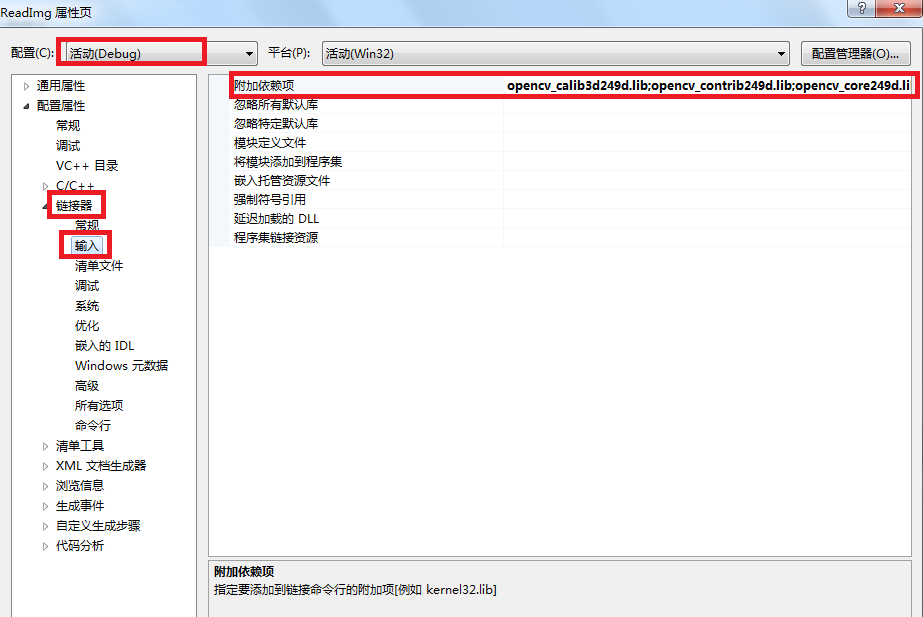 ReadImg 属性页
配置(C): 活动(Debug) 平台(P): 活动(Win32) 配置管理器(O)...
通用属性
配置属性
常规
调试
VC++ 目录
C/C++
链接器
常规
输入
清单文件
调试
系统
优化
嵌入的 IDL
Windows 元数据
高级
所有选项
命令行
清单工具
XML 文档生成器
浏览信息
生成事件
自定义生成步骤
代码分析
附加依赖项 opencv_calib3d249d.lib;opencv_contrib249d.lib;opencv_core249d.li
忽略所有默认库
忽略特定默认库
模块定义文件
将模块添加到程序集
嵌入托管资源文件
强制符号引用
延迟加载的 DLL
程序集链接资源
附加依赖项
指定要添加到链接命令行的附加项[例如 kernel32.lib]